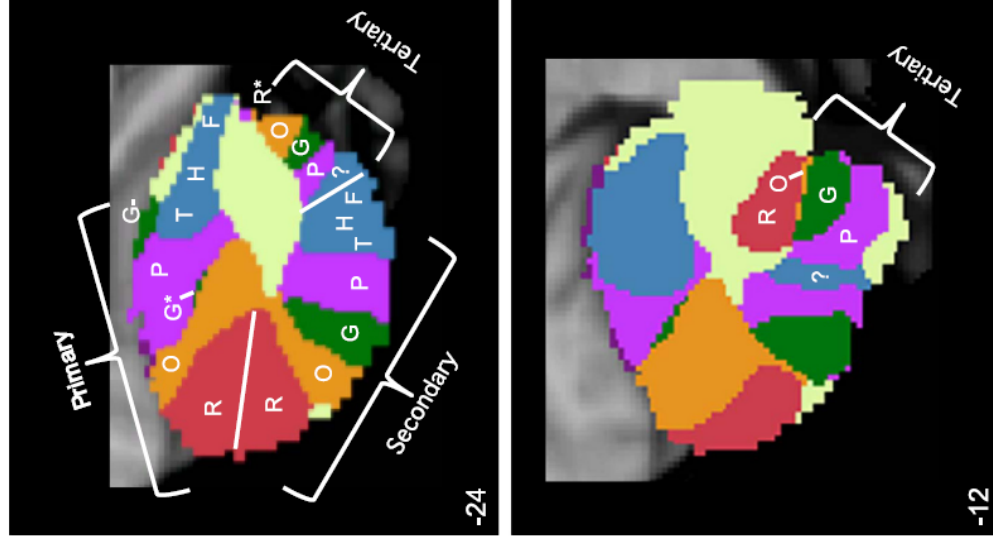 Primary
Tertiary
R*
G-
F
H
T
P
G*
O
R
R
O
G
P
T
H
F
?
P
G
O
Secondary
-24
Tertiary
O
R
G
P
?
-12